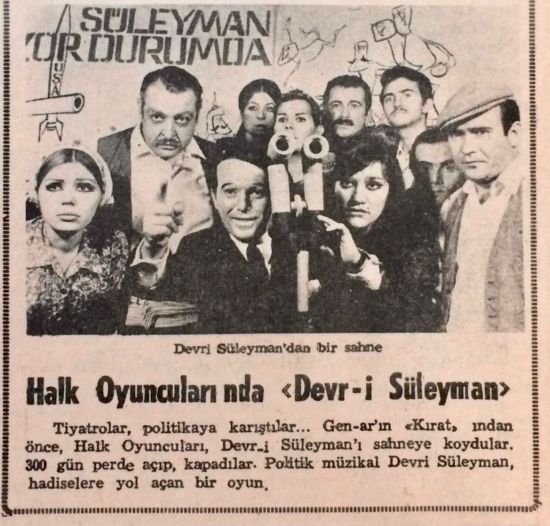 SÜLEYMAN
ZOR DURUMDA
USA
Devri Süleyman'dan bir sahne
Halk Oyuncuları nda «Devr-i Süleyman»
Tiyatrolar, politikaya karıştılar... Gen-ar'ın «Kırat» ından
önce, Halk Oyuncuları, Devr-i Süleyman'ı sahneye koydular.
300 gün perde açıp, kapadılar. Politik müzikal Devri Süleyman,
hadiselere yol açan bir oyun.